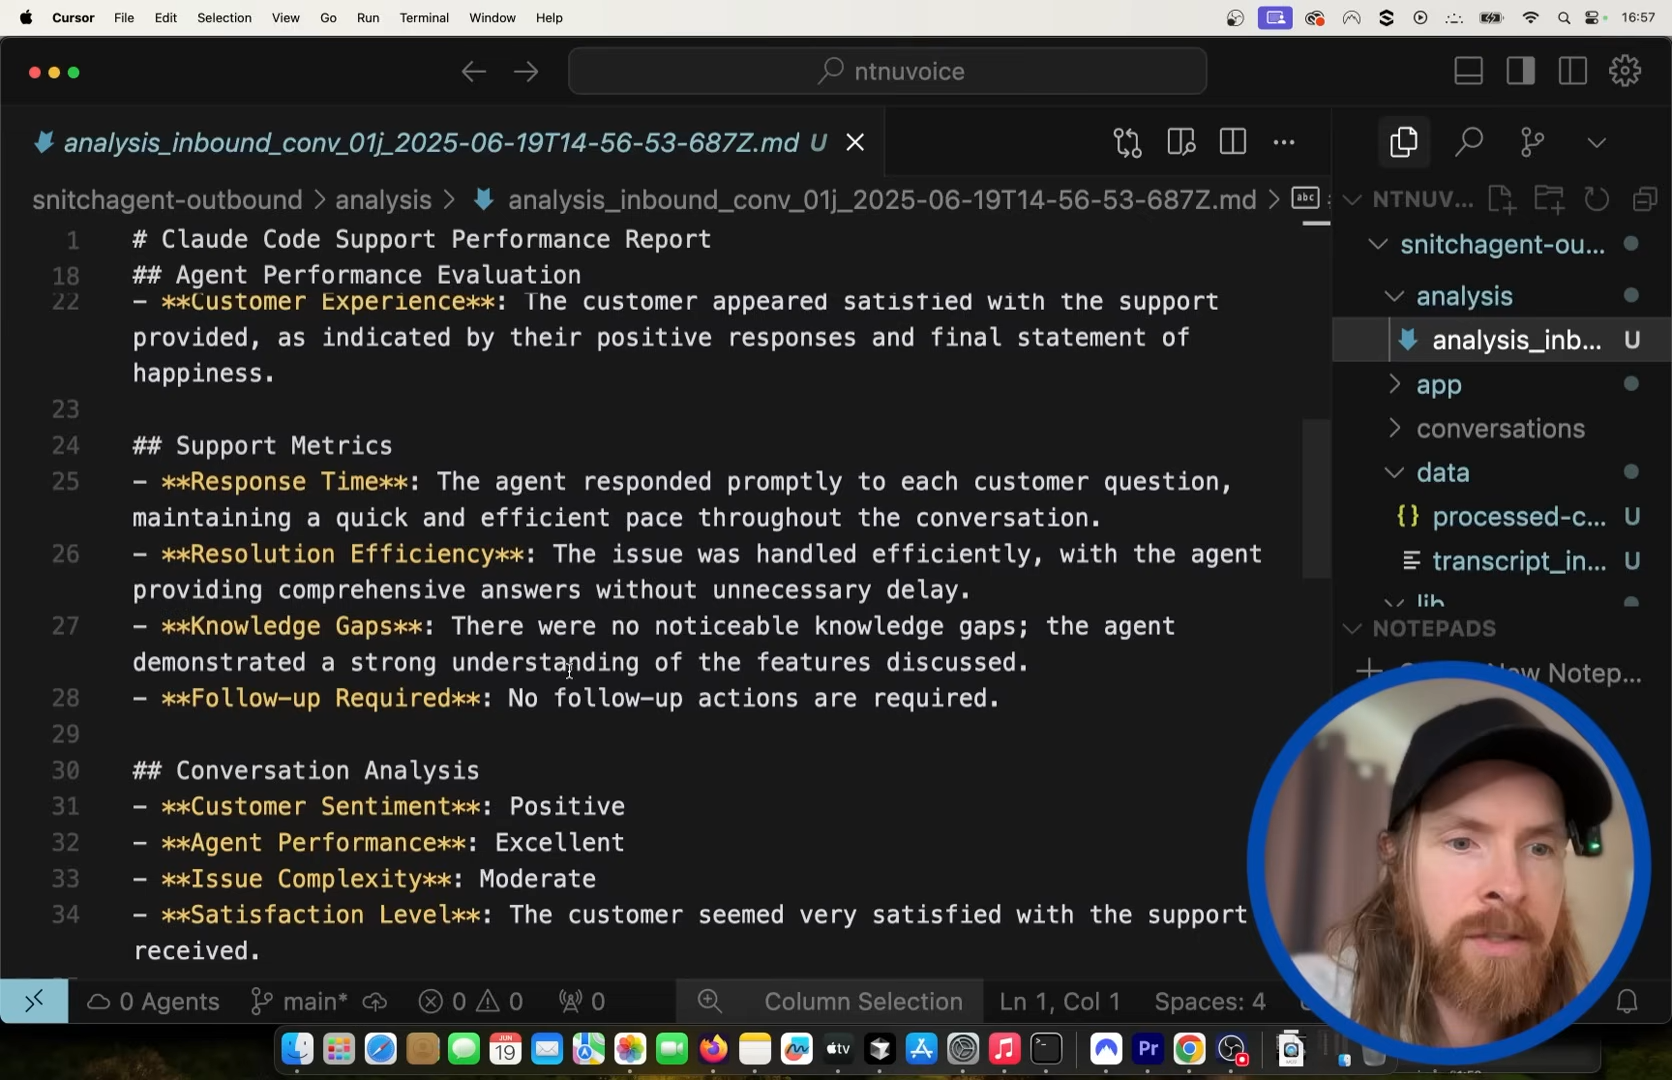 Cursor File Edit Selection View Go Run Terminal Window Help 16:57
ntnuvoice
analysis_inbound_conv_01j_2025-06-19T14-56-53-687Z.md U
snitchagent-outbound > analysis > analysis_inbound_conv_01j_2025-06-19T14-56-53-687Z.md > abc
1 # Claude Code Support Performance Report
18 ## Agent Performance Evaluation
22 - **Customer Experience**: The customer appeared satisfied with the support
provided, as indicated by their positive responses and final statement of
happiness.
23
24 ## Support Metrics
25 - **Response Time**: The agent responded promptly to each customer question,
maintaining a quick and efficient pace throughout the conversation.
26 - **Resolution Efficiency**: The issue was handled efficiently, with the agent
providing comprehensive answers without unnecessary delay.
27 - **Knowledge Gaps**: There were no noticeable knowledge gaps; the agent
demonstrated a strong understanding of the features discussed.
28 - **Follow-up Required**: No follow-up actions are required.
29
30 ## Conversation Analysis
31 - **Customer Sentiment**: Positive
32 - **Agent Performance**: Excellent
33 - **Issue Complexity**: Moderate
34 - **Satisfaction Level**: The customer seemed very satisfied with the support
received.
NTNUV...
snitchagent-ou...
analysis
analysis_inb... U
app
conversations
data
{} processed-c... U
transcript_in... U
lib
NOTEPADS
New Notep...
0 Agents main* 0 0 0 Column Selection Ln 1, Col 1 Spaces: 4
JUN
19
tv
Pr